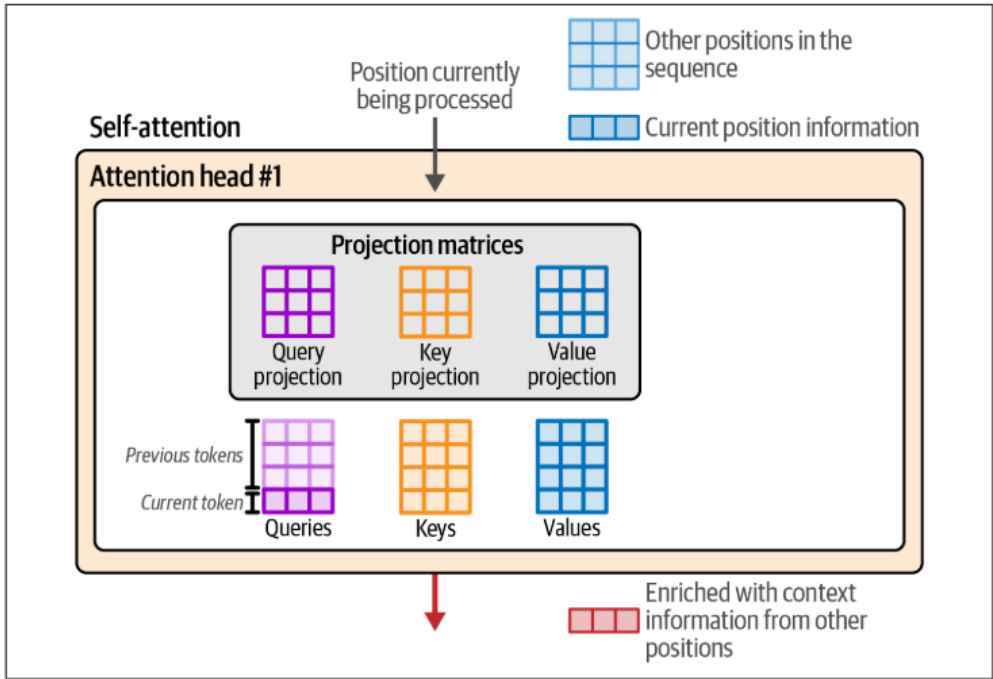 Other positions in the
sequence
Position currently
being processed
Self-attention
Current position information
Attention head #1
Projection matrices
Query
projection
Key
projection
Value
projection
Previous tokens
Current token
Queries
Keys
Values
Enriched with context
information from other
positions